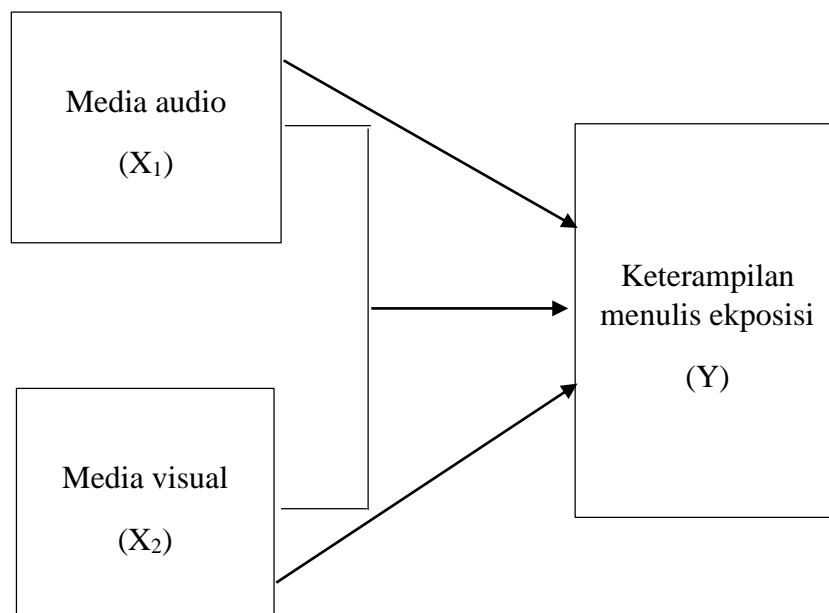 Media audio
(X₁)
Keterampilan
menulis ekposisi
(Y)
Media visual
(X₂)